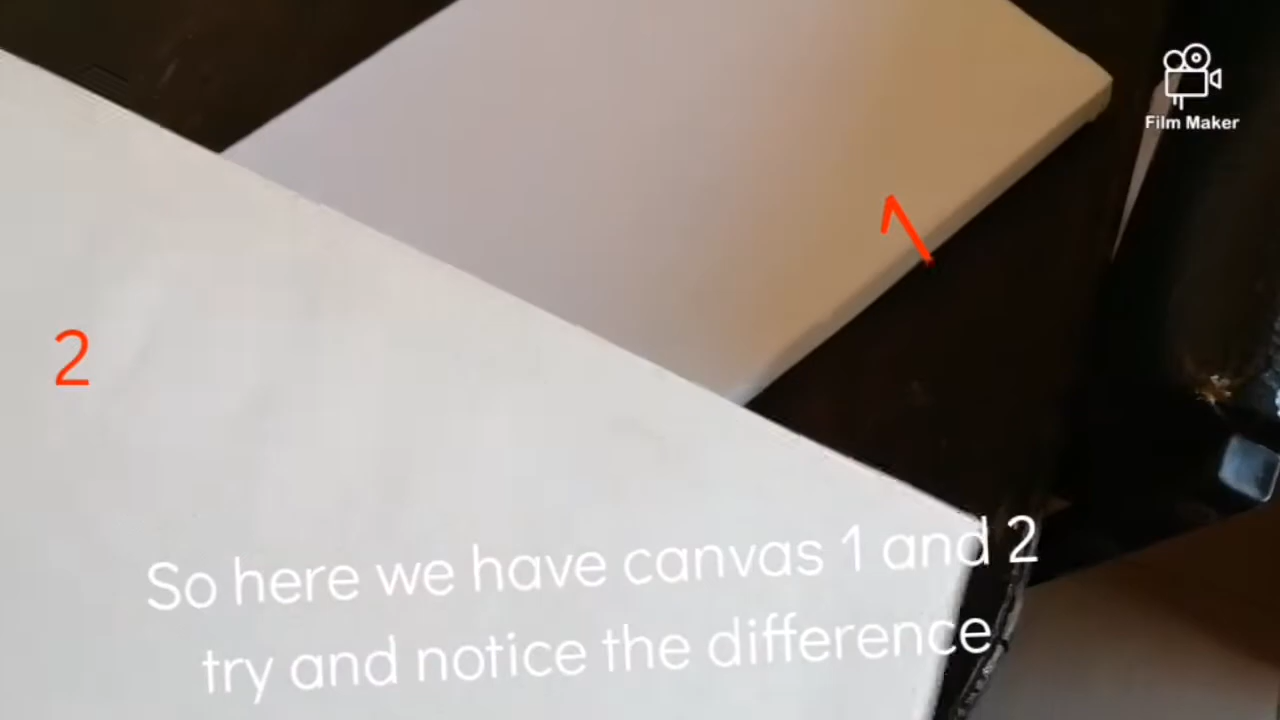 Film Maker
1
2
So here we have canvas 1 and 2
try and notice the difference